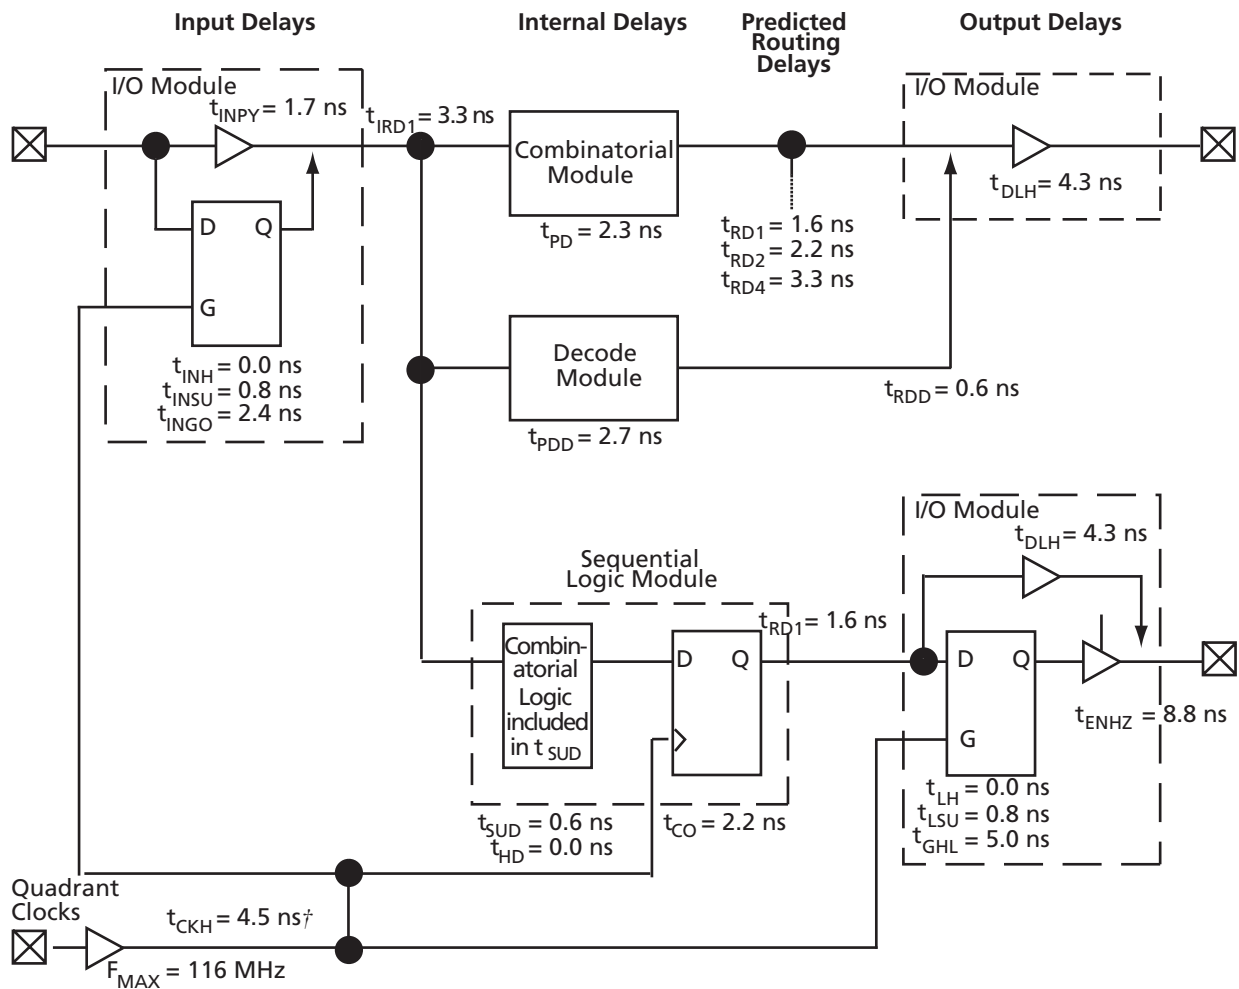 Input Delays
Internal Delays
Predicted
Routing
Delays
Output Delays
I/O Module
tINPY = 1.7 ns
tIRD1 = 3.3 ns
Combinatorial
Module
tPD = 2.3 ns
tRD1 = 1.6 ns
tRD2 = 2.2 ns
tRD4 = 3.3 ns
I/O Module
tDLH = 4.3 ns
D Q
G
tINH = 0.0 ns
tINSU = 0.8 ns
tINGO = 2.4 ns
Decode
Module
tPDD = 2.7 ns
tRDD = 0.6 ns
Sequential
Logic Module
Combin-
atorial
Logic
included
in tSUD
D Q
tSUD = 0.6 ns
tHD = 0.0 ns
tCO = 2.2 ns
tRD1 = 1.6 ns
I/O Module
tDLH = 4.3 ns
D Q
G
tENHZ = 8.8 ns
tLH = 0.0 ns
tLSU = 0.8 ns
tGHL = 5.0 ns
Quadrant
Clocks
tCKH = 4.5 ns†
FMAX = 116 MHz